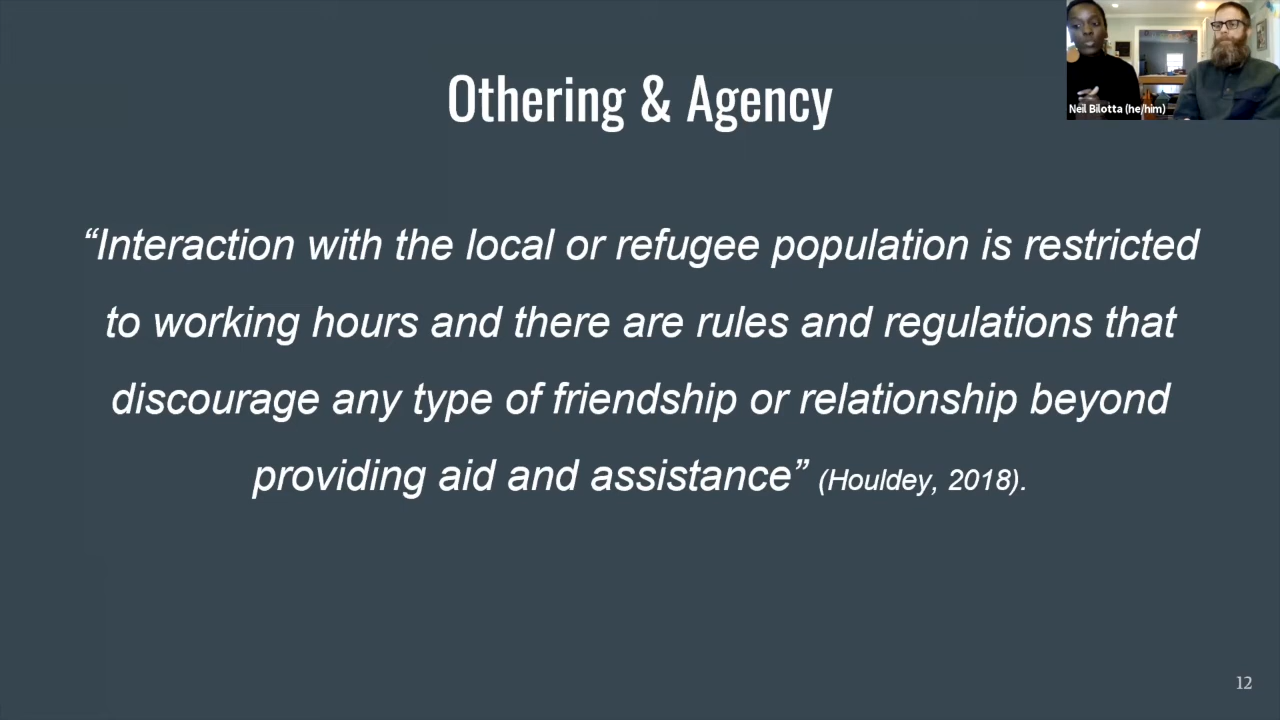 Neil Bilotta (he/him)
Othering & Agency
“Interaction with the local or refugee population is restricted
to working hours and there are rules and regulations that
discourage any type of friendship or relationship beyond
providing aid and assistance” (Houldey, 2018).
12